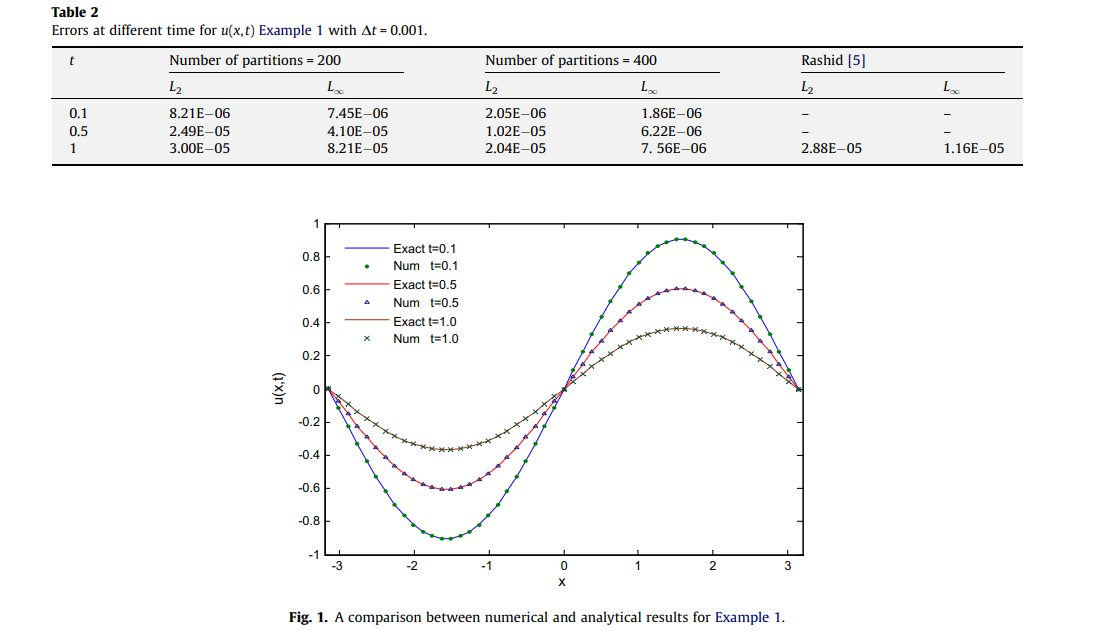 Table 2
Errors at different time for u(x,t) Example 1 with Δt = 0.001.
t Number of partitions = 200 Number of partitions = 400 Rashid [5]
L2 L∞ L2 L∞ L2 L∞
0.1 8.21E−06 7.45E−06 2.05E−06 1.86E−06 – –
0.5 2.49E−05 4.10E−05 1.02E−05 6.22E−06 – –
1 3.00E−05 8.21E−05 2.04E−05 7. 56E−06 2.88E−05 1.16E−05
1
0.8
0.6
0.4
0.2
0
-0.2
-0.4
-0.6
-0.8
-1
u(x,t)
Exact t=0.1
Num t=0.1
Exact t=0.5
Num t=0.5
Exact t=1.0
Num t=1.0
-3 -2 -1 0 1 2 3
x
Fig. 1. A comparison between numerical and analytical results for Example 1.